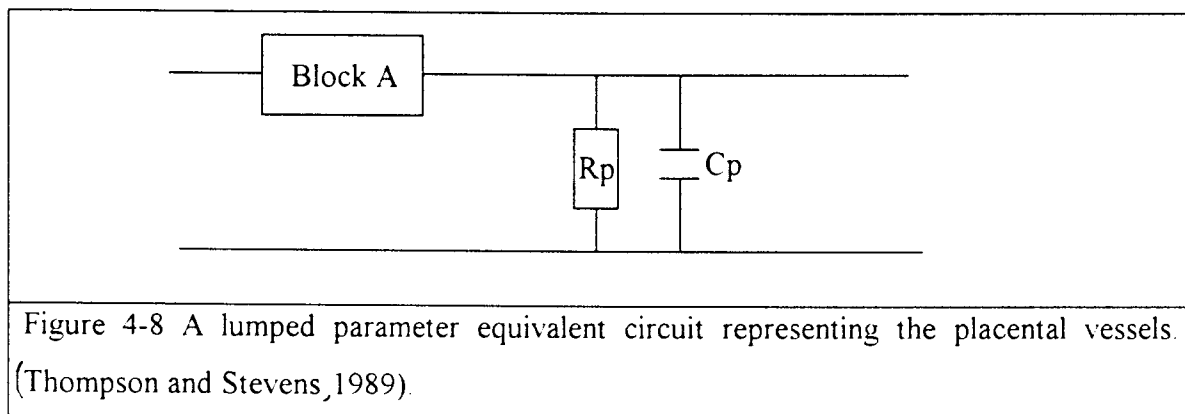 Block A
Rp
Cp
Figure 4-8 A lumped parameter equivalent circuit representing the placental vessels.
(Thompson and Stevens,1989).